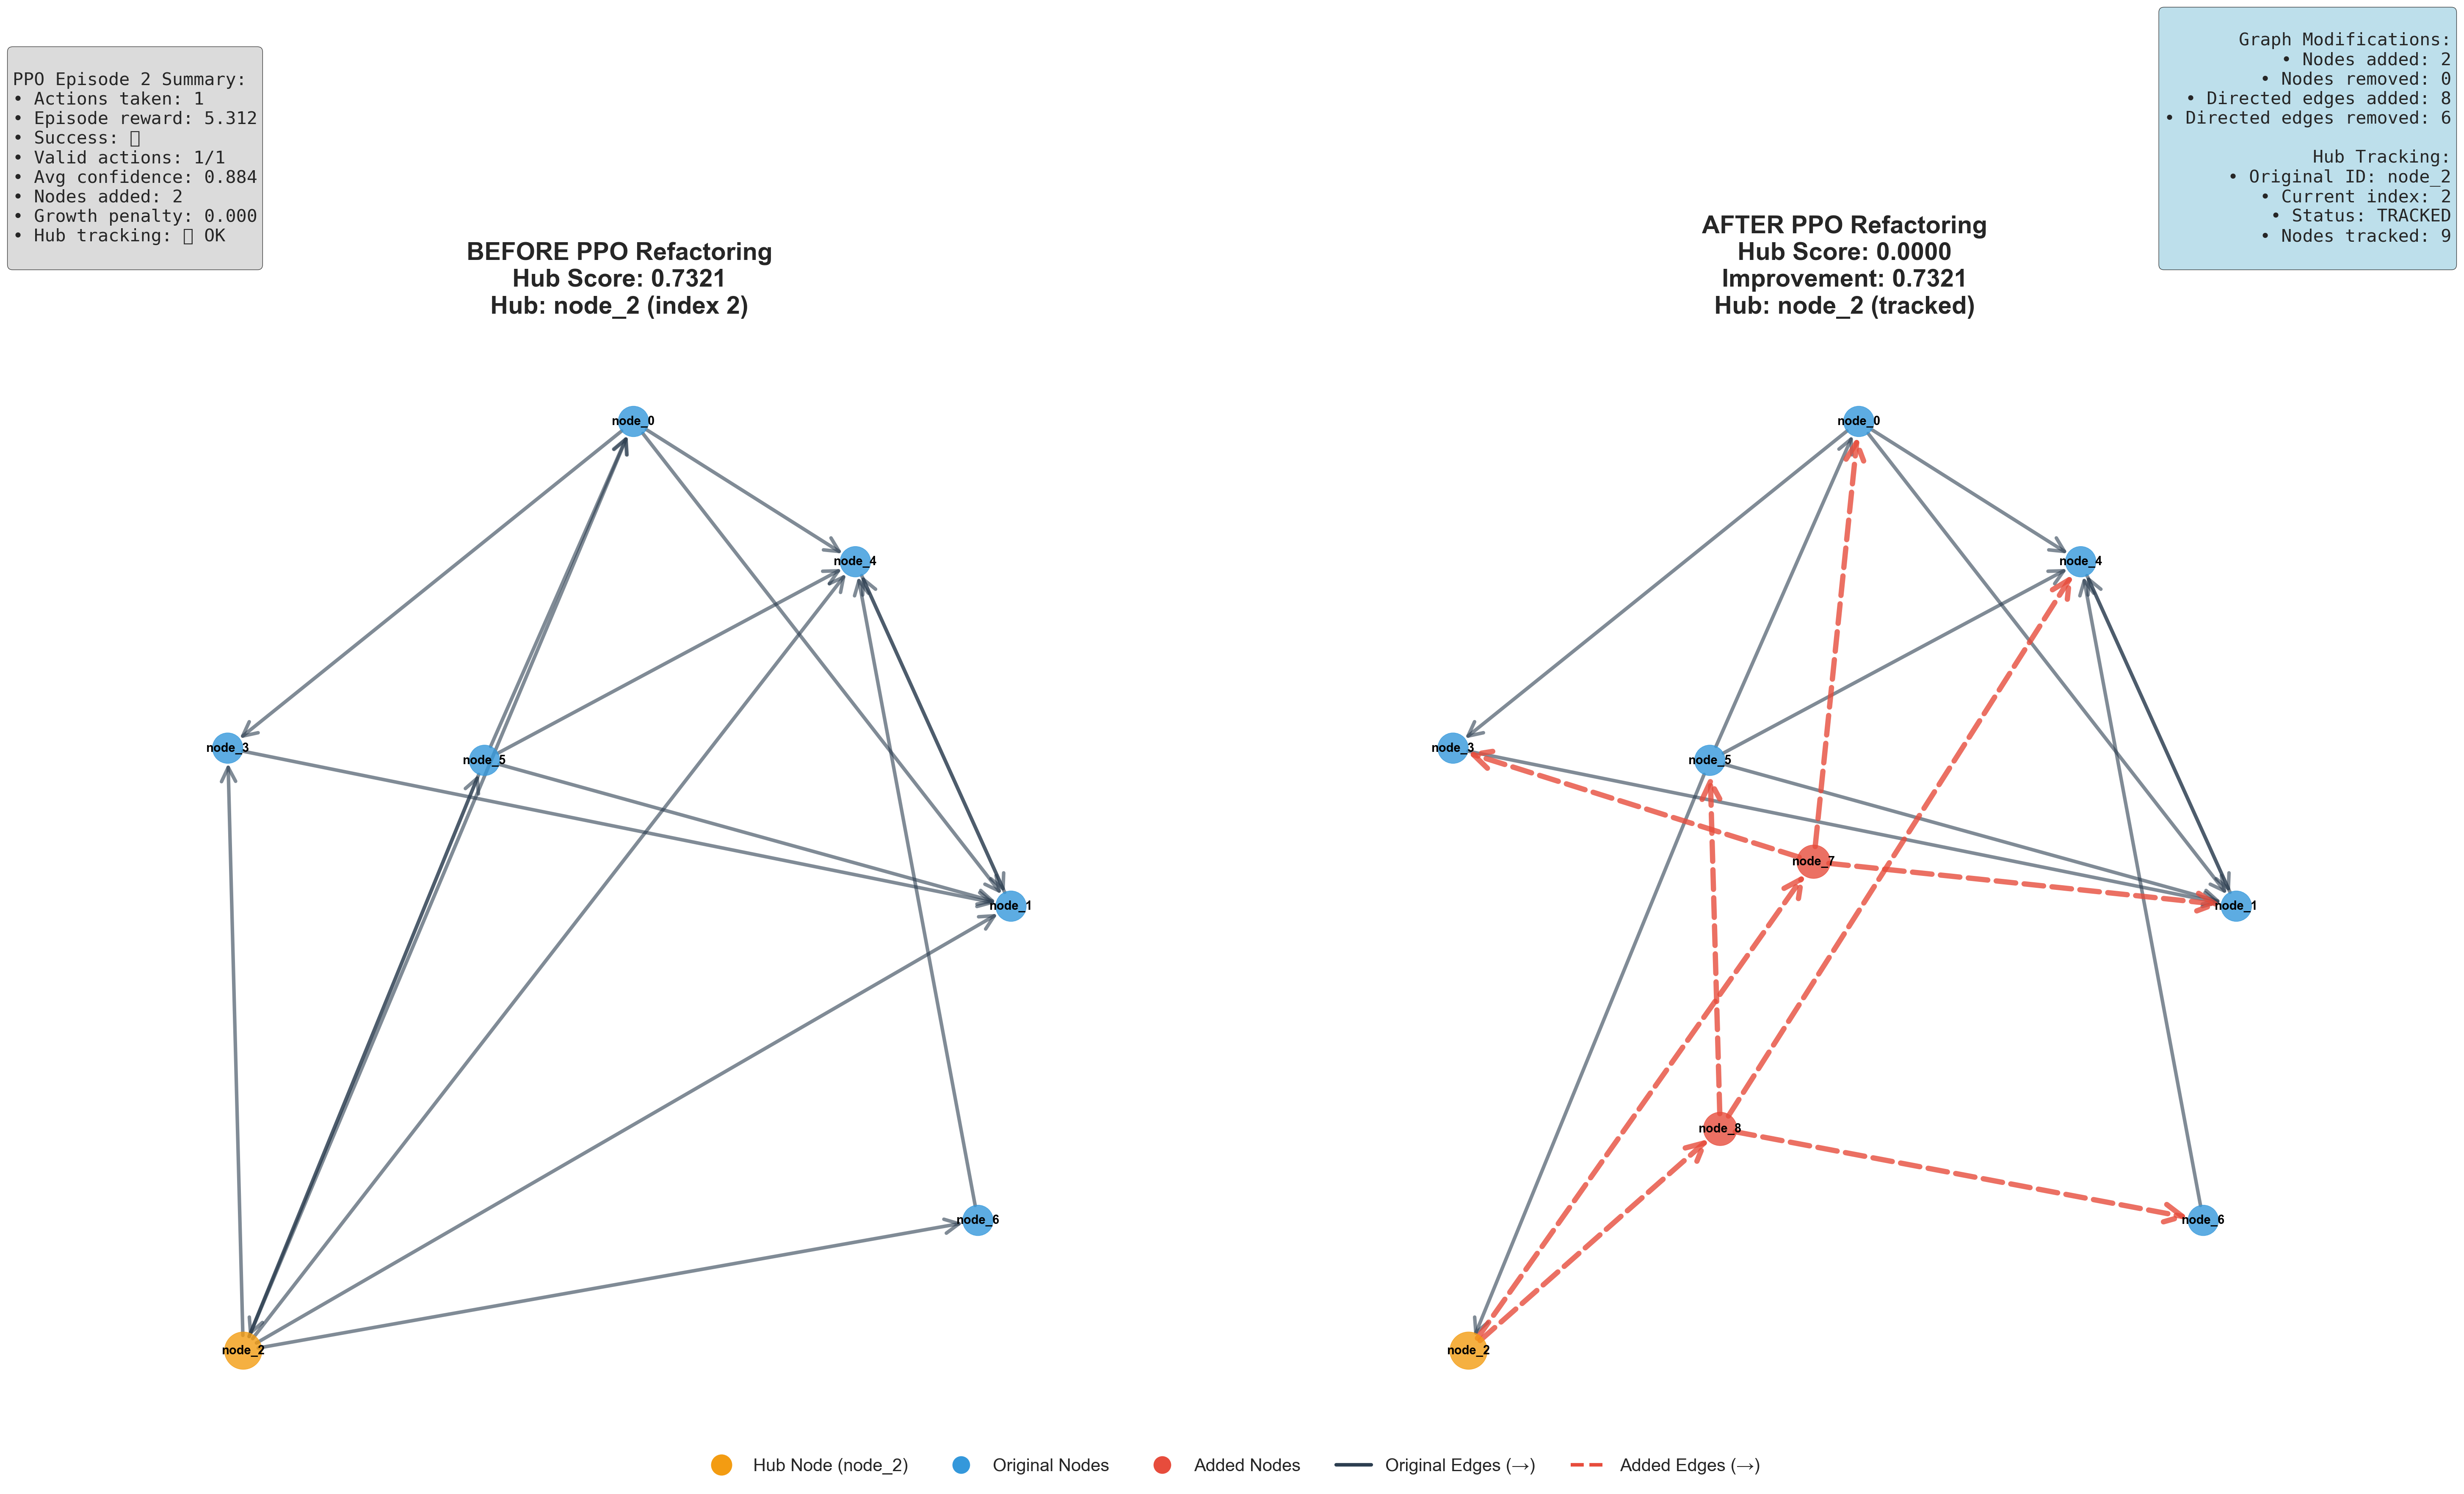 PPO Episode 2 Summary:
• Actions taken: 1
• Episode reward: 5.312
• Success: ▯
• Valid actions: 1/1
• Avg confidence: 0.884
• Nodes added: 2
• Growth penalty: 0.000
• Hub tracking: ▯ OK
Graph Modifications:
• Nodes added: 2
• Nodes removed: 0
• Directed edges added: 8
• Directed edges removed: 6
Hub Tracking:
• Original ID: node_2
• Current index: 2
• Status: TRACKED
• Nodes tracked: 9
BEFORE PPO Refactoring
Hub Score: 0.7321
Hub: node_2 (index 2)
node_0
node_4
node_3
node_5
node_1
node_6
node_2
AFTER PPO Refactoring
Hub Score: 0.0000
Improvement: 0.7321
Hub: node_2 (tracked)
node_0
node_4
node_3
node_5
node_7
node_1
node_8
node_6
node_2
Hub Node (node_2)
Original Nodes
Added Nodes
Original Edges (→)
Added Edges (→)